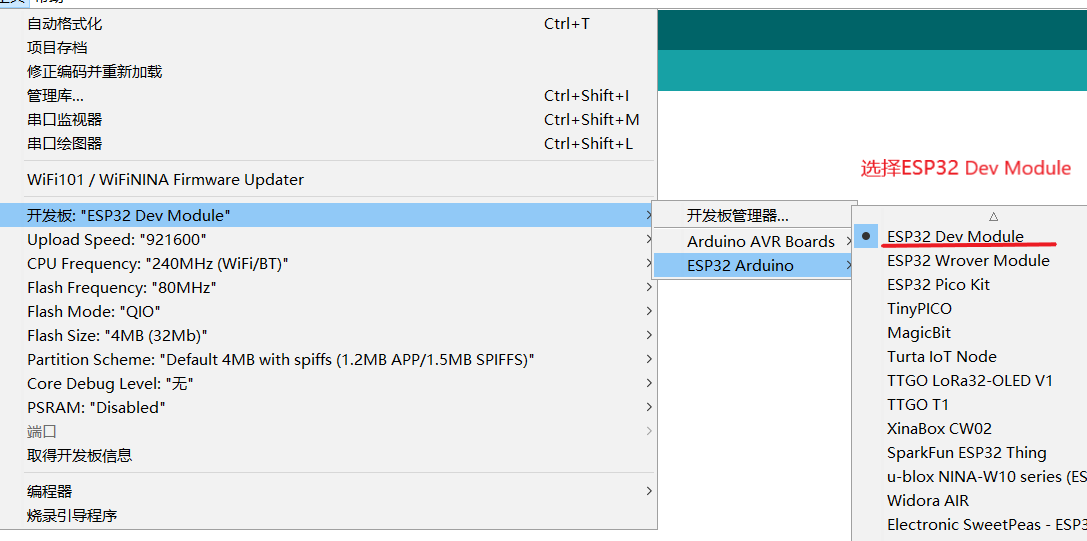 自动格式化 Ctrl+T
项目存档
修正编码并重新加载
管理库... Ctrl+Shift+I
串口监视器 Ctrl+Shift+M
串口绘图器 Ctrl+Shift+L
WiFi101 / WiFiNINA Firmware Updater
开发板: "ESP32 Dev Module"
Upload Speed: "921600"
CPU Frequency: "240MHz (WiFi/BT)"
Flash Frequency: "80MHz"
Flash Mode: "QIO"
Flash Size: "4MB (32Mb)"
Partition Scheme: "Default 4MB with spiffs (1.2MB APP/1.5MB SPIFFS)"
Core Debug Level: "无"
PSRAM: "Disabled"
端口
取得开发板信息
编程器
烧录引导程序
开发板管理器...
Arduino AVR Boards
ESP32 Arduino
选择ESP32 Dev Module
ESP32 Dev Module
ESP32 Wrover Module
ESP32 Pico Kit
TinyPICO
MagicBit
Turta IoT Node
TTGO LoRa32-OLED V1
TTGO T1
XinaBox CW02
SparkFun ESP32 Thing
u-blox NINA-W10 series (ES
Widora AIR
Electronic SweetPeas - ESP3